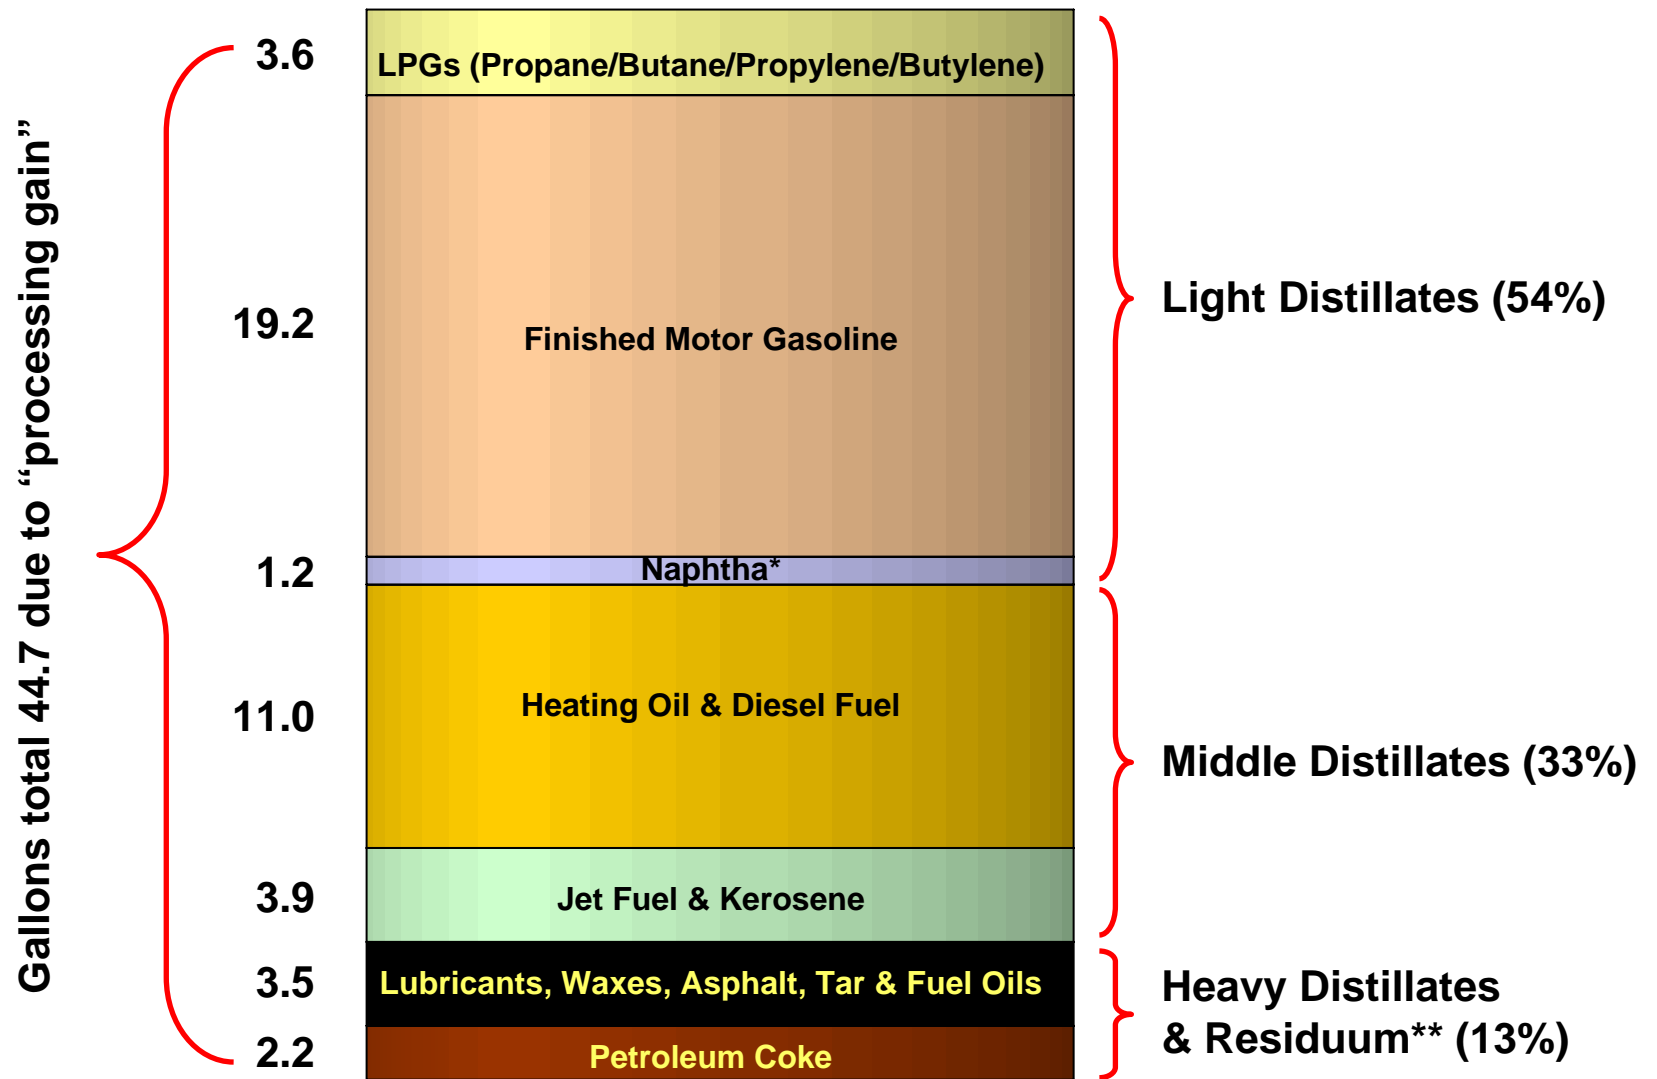 Gallons total 44.7 due to “processing gain”
3.6
LPGs (Propane/Butane/Propylene/Butylene)
19.2
Finished Motor Gasoline
Light Distillates (54%)
1.2
Naphtha*
11.0
Heating Oil & Diesel Fuel
Middle Distillates (33%)
3.9
Jet Fuel & Kerosene
3.5
Lubricants, Waxes, Asphalt, Tar & Fuel Oils
Heavy Distillates
& Residuum** (13%)
2.2
Petroleum Coke